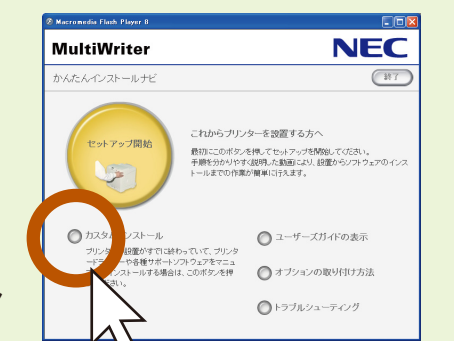 Macromedia Flash Player 8
MultiWriter
NEC
かんたんインストールナビ
終了
セットアップ開始
これからプリンターを設置する方へ
最初にこのボタンを押してセットアップを開始してください。
手順を分かりやすく説明した動画により、設置からソフトウェアのインス
トールまでの作業が簡単に行えます。
カスタムインストール
プリンタ 設置がすでに終わっていて、プリンタ
ードラ ーや各種サポートソフトウェアをマニュ
インストールする場合は、このボタンを押
さい。
ユーザーズガイドの表示
オプションの取り付け方法
トラブルシューティング